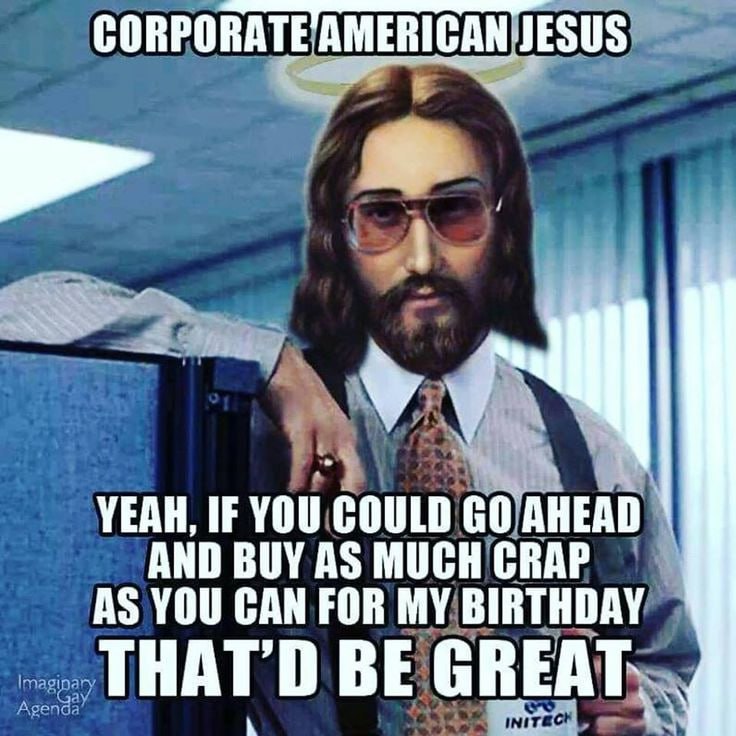 CORPORATE AMERICAN JESUS
YEAH, IF YOU COULD GO AHEAD
AND BUY AS MUCH CRAP
AS YOU CAN FOR MY BIRTHDAY
THAT'D BE GREAT
Imaginary
Gay
Agenda
INITECH